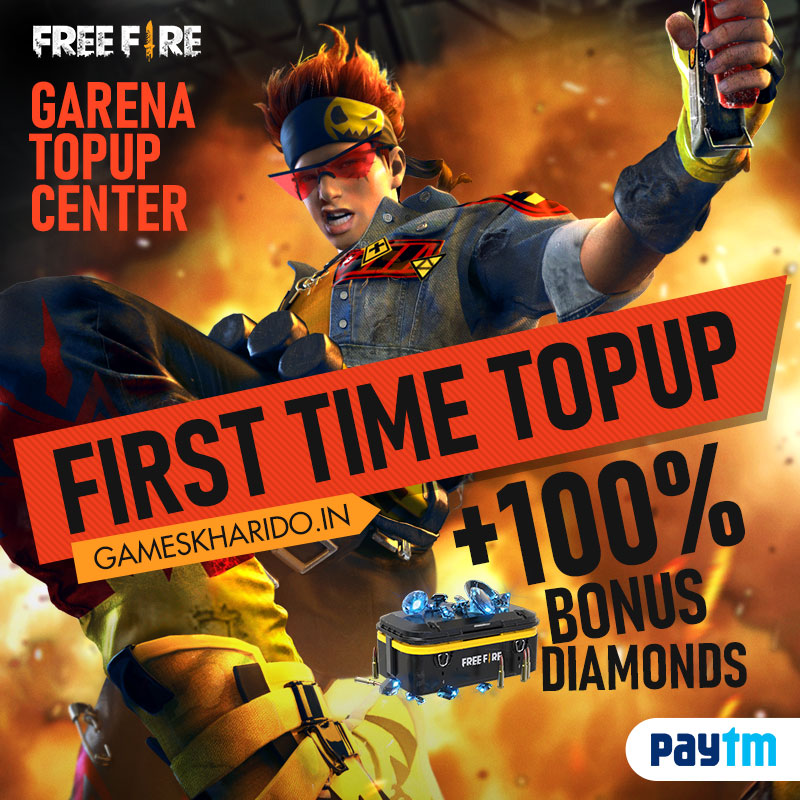 FREE FIRE
GARENA
TOPUP
CENTER
FIRST TIME TOPUP
GAMESKHARIDO.IN
+100%
BONUS
DIAMONDS
FREE FIRE
paytm